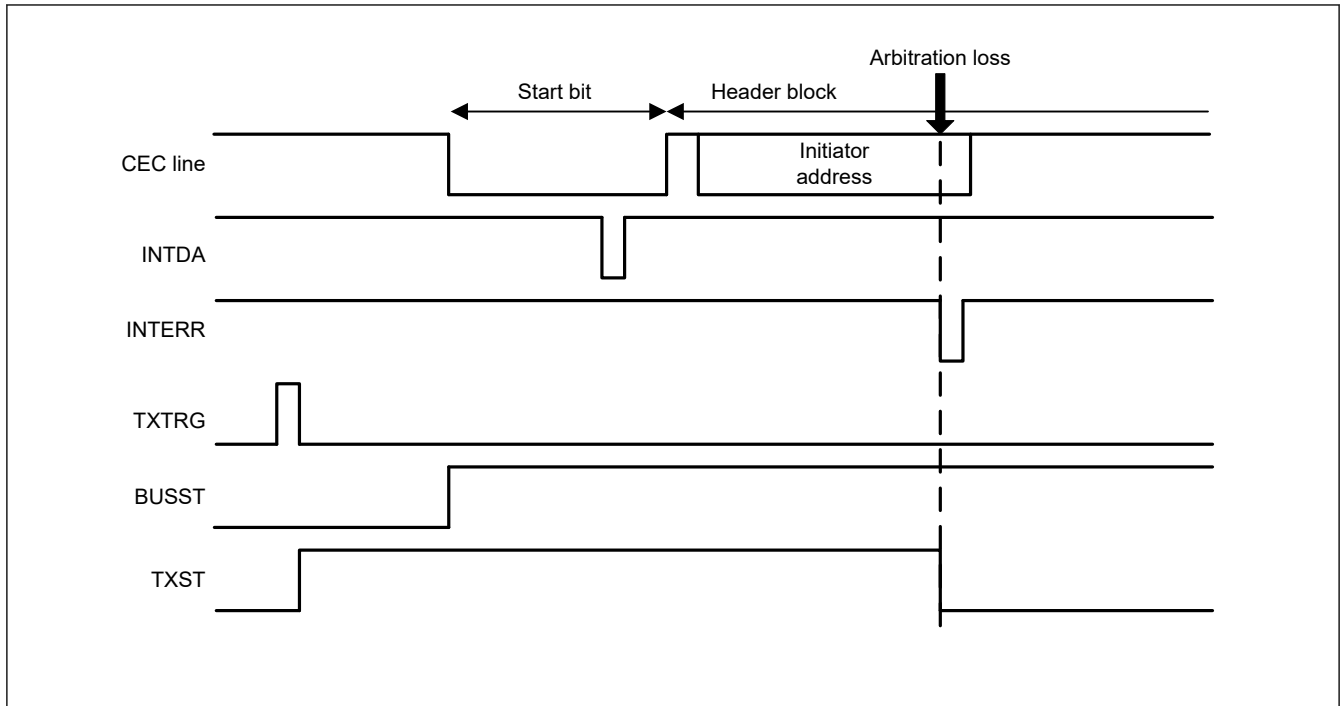 Arbitration loss
Start bit
Header block
CEC line
Initiator
address
INTDA
INTERR
TXTRG
BUSST
TXST